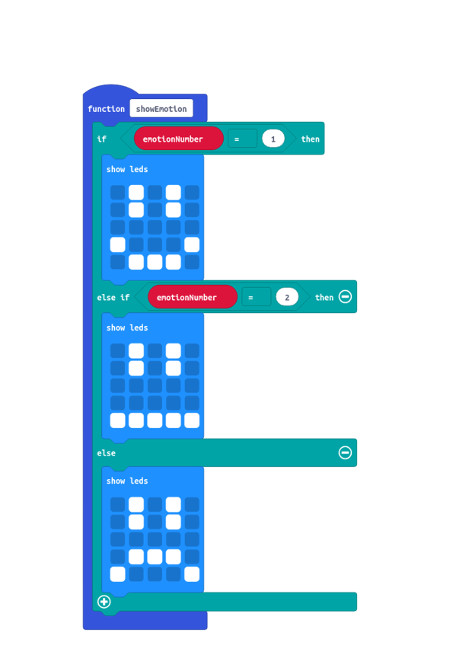 function showEmotion
if emotionNumber = 1 then
show leds
else if emotionNumber = 2 then
show leds
else
show leds